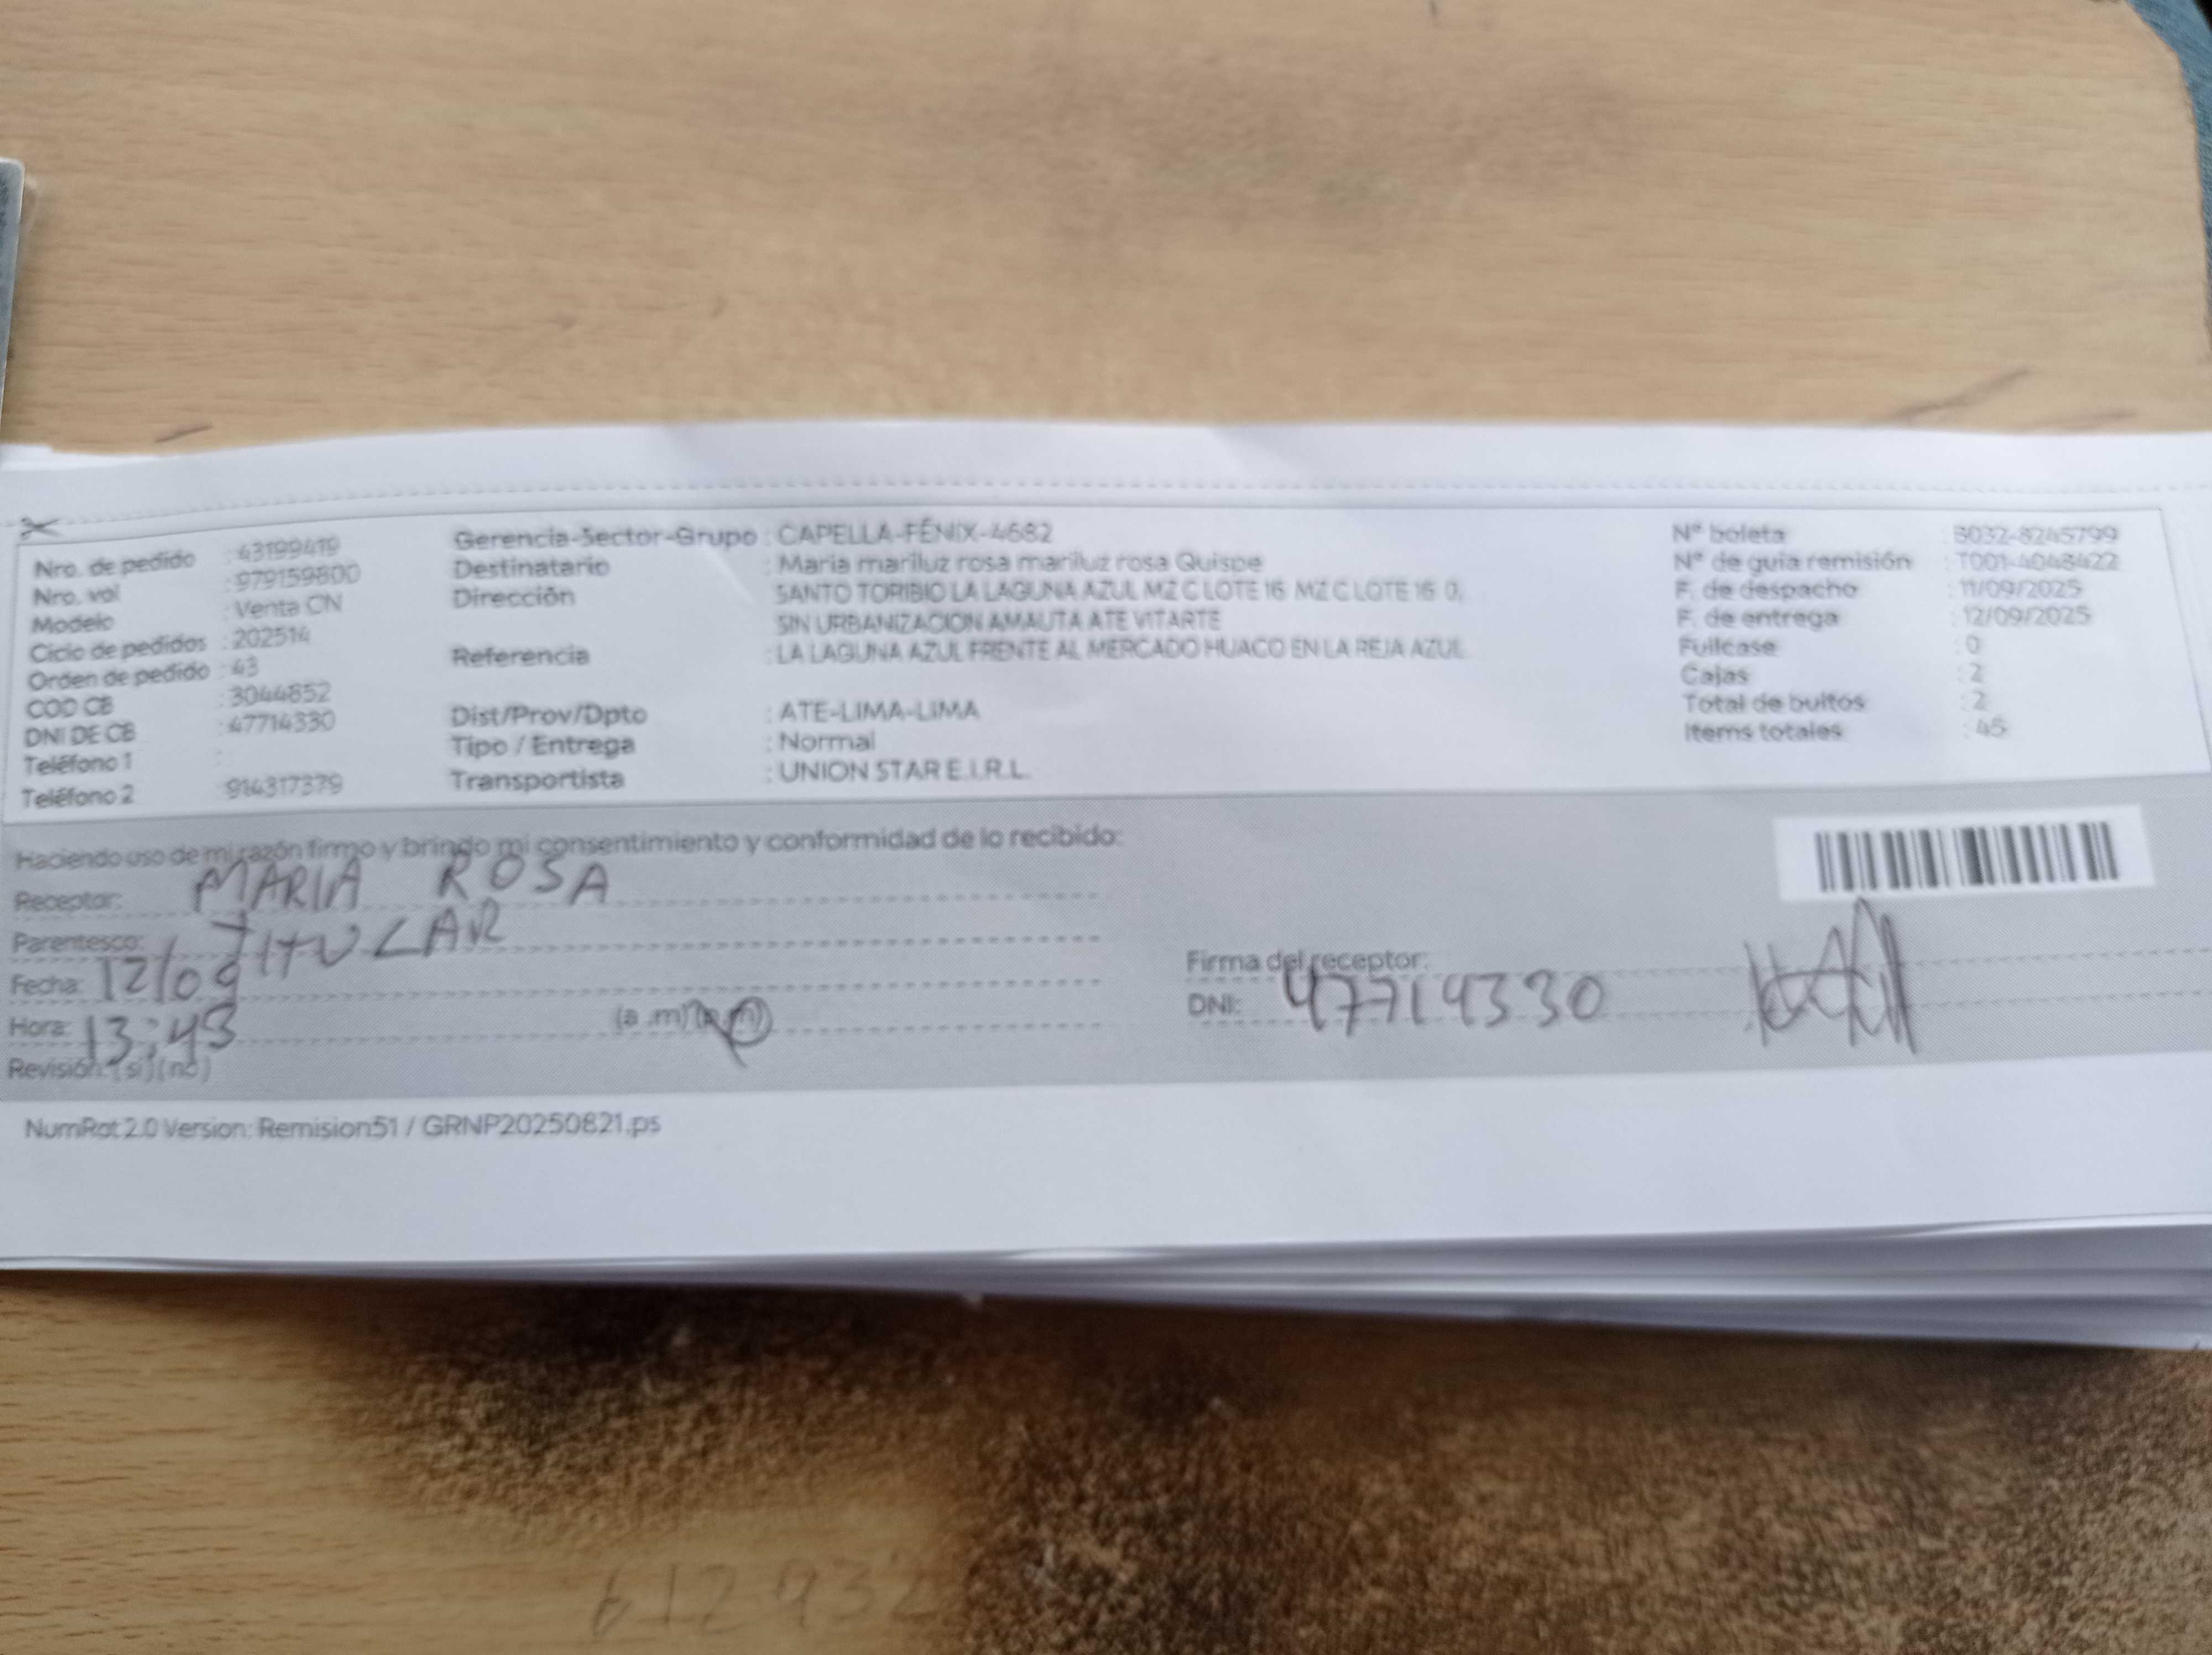 Nro. de pedido : 43199419
Nro. vol : 979159800
Modelo : Venta CN
Ciclo de pedidos : 202514
Orden de pedido : 43
COD CB : 3044852
DNI DE CB : 47714330
Teléfono 1 :
Teléfono 2 914317379
Gerencia-Sector-Grupo : CAPELLA-FÉNIX-4682
Destinatario : Maria mariluz rosa mariluz rosa Quispe
Dirección SANTO TORIBIO LA LAGUNA AZUL MZ C LOTE 16 MZ C LOTE 16 0,
SIN URBANIZACION AMAUTA ATE VITARTE
Referencia : LA LAGUNA AZUL FRENTE AL MERCADO HUACO EN LA REJA AZUL
Dist/Prov/Dpto : ATE-LIMA-LIMA
Tipo / Entrega : Normal
Transportista : UNION STAR E.I.R.L.
N° boleta : B032-8245799
N° de guia remisión : T001-4048422
F. de despacho : 11/09/2025
F. de entrega : 12/09/2025
Fullcase : 0
Cajas : 2
Total de bultos : 2
Items totales : 45
Haciendo uso de mi razón firmo y brindo mi consentimiento y conformidad de lo recibido:
Receptor: MARIA ROSA
Parentesco: TITULAR
Fecha: 12/09
Hora: 13:43 (a .m) (p.m)
Revisión: (si) (no)
Firma del receptor:
DNI: 47714330
NumRot 2.0 Version: Remision51 / GRNP20250821.ps